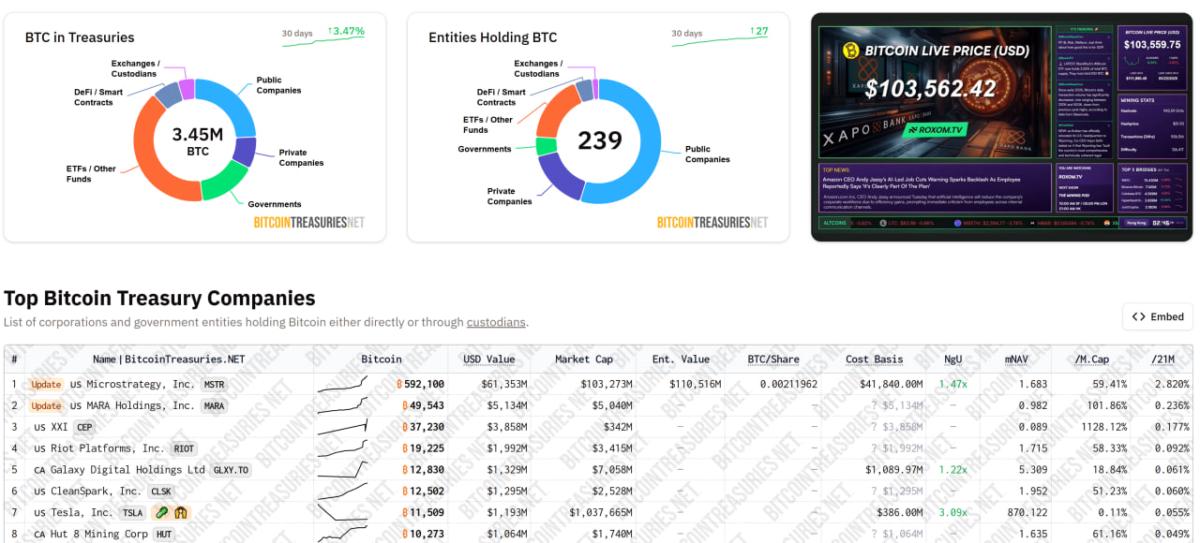 BTC in Treasuries
30 days ↑3.47%
Exchanges /
Custodians
DeFi / Smart
Contracts
Public
Companies
Private
Companies
Governments
ETFs / Other
Funds
3.45M
BTC
BITCOINTREASURIESNET
Entities Holding BTC
30 days ↑27
Exchanges /
Custodians
DeFi / Smart
Contracts
ETFs / Other
Funds
Governments
Private
Companies
Public
Companies
239
BITCOINTREASURIESNET
BITCOIN LIVE PRICE (USD)
$103,562.42
XAPO BANK
ROXOM.TV
BITCOIN LIVE PRICE (USD)
$103,559.75
MINING STATS
Hashrate
Hashprice
Transactions (24hr)
Difficulty
TOP NEWS:
Amazon CEO Andy Jassy's AI-Led Job Cuts Warning Sparks Backlash As Employee
Reportedly Says 'It's Clearly Part Of The Plan'
YOU ARE WATCHING
ROXOM.TV
ALTCOINS
Hong Kong
Top Bitcoin Treasury Companies
List of corporations and government entities holding Bitcoin either directly or through custodians.
<> Embed
# Name|BitcoinTreasuries.NET Bitcoin USD Value Market Cap Ent. Value BTC/Share Cost Basis NgU mNAV /M.Cap /21M
1 Update US Microstrategy, Inc. MSTR ₿592,100 $61,353M $103,273M $110,516M 0.00211962 $41,840.00M 1.47x 1.683 59.41% 2.820%
2 Update US MARA Holdings, Inc. MARA ₿49,543 $5,134M $5,040M – – ? $5,134M – 0.982 101.86% 0.236%
3 US XXI CEP ₿37,230 $3,858M $342M – – ? $3,858M – 0.089 1128.12% 0.177%
4 US Riot Platforms, Inc. RIOT ₿19,225 $1,992M $3,415M – – ? $1,992M – 1.715 58.33% 0.092%
5 CA Galaxy Digital Holdings Ltd GLXY.TO ₿12,830 $1,329M $7,058M – – $1,089.97M 1.22x 5.309 18.84% 0.061%
6 US CleanSpark, Inc. CLSK ₿12,502 $1,295M $2,528M – – ? $1,295M – 1.952 51.23% 0.060%
7 US Tesla, Inc. TSLA ₿11,509 $1,193M $1,037,665M – – $386.00M 3.09x 870.122 0.11% 0.055%
8 CA Hut 8 Mining Corp HUT ₿10,273 $1,064M $1,740M – – ? $1,064M – 1.635 61.16% 0.049%